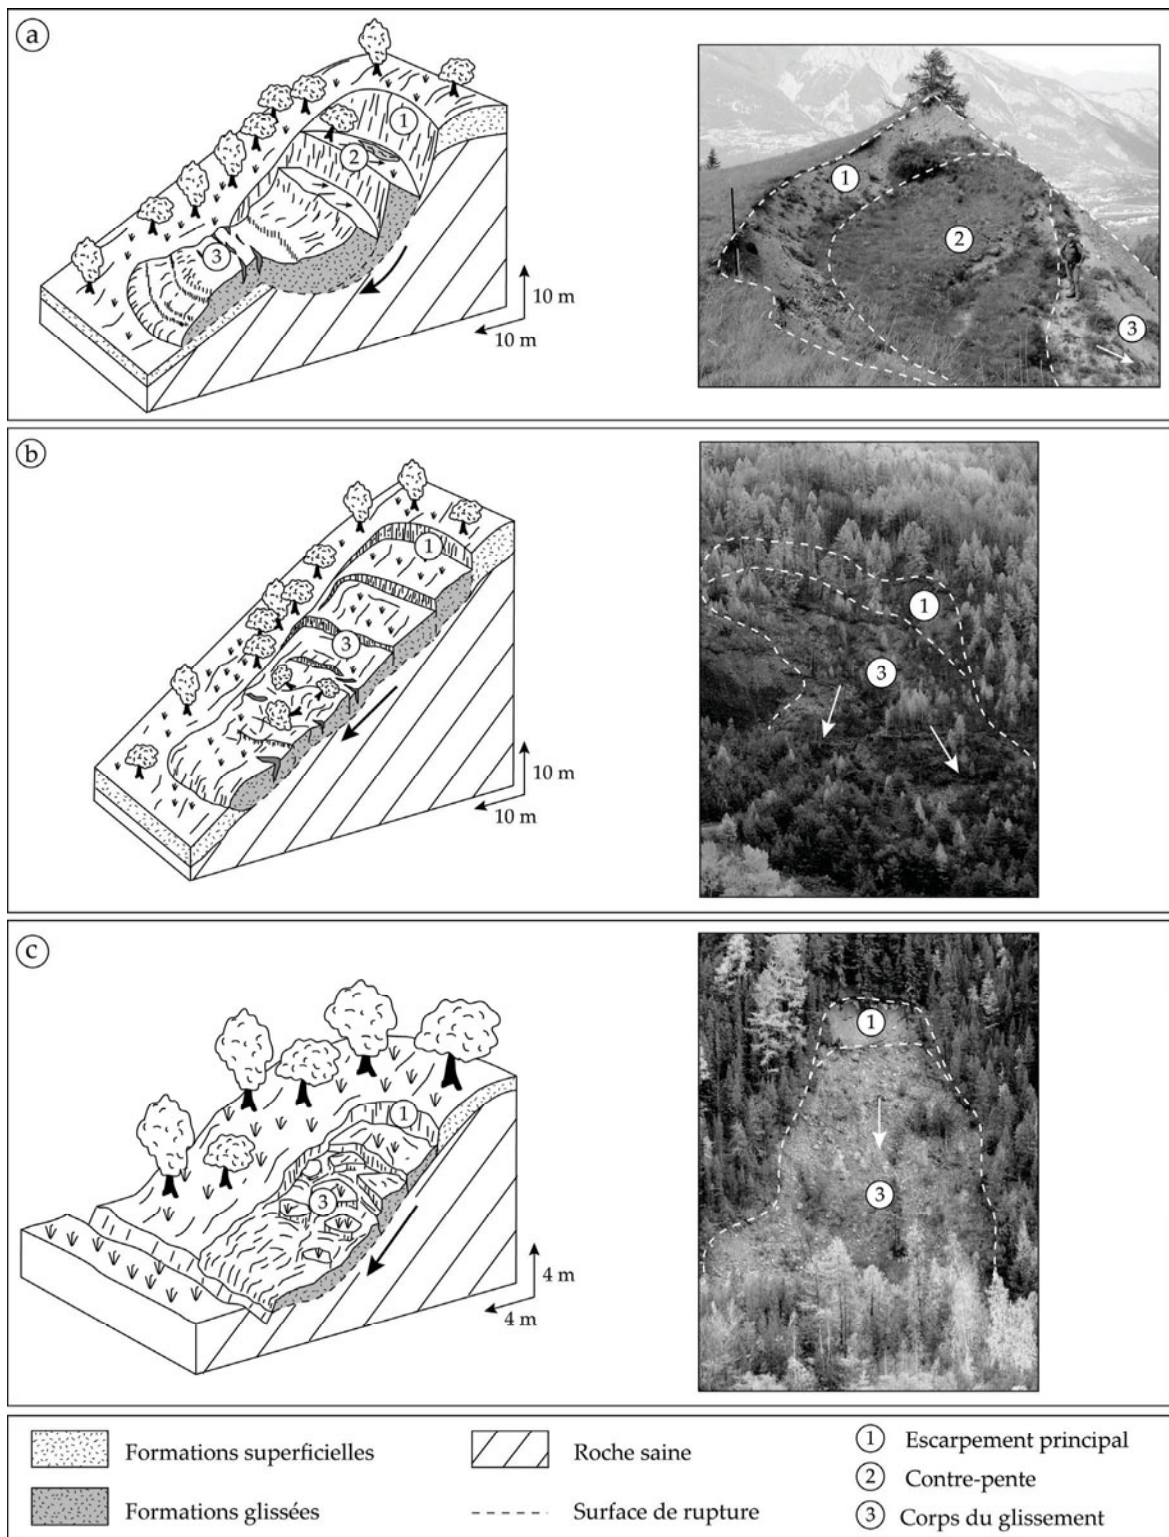 a
1
2
3
10 m
10 m
1
2
3
b
1
3
10 m
10 m
1
3
c
1
3
4 m
4 m
1
3
Formations superficielles
Roche saine
1 Escarpement principal
2 Contre-pente
Formations glissées
Surface de rupture
3 Corps du glissement